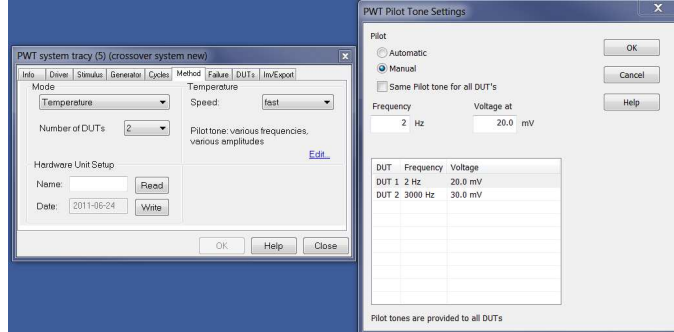 PWT system tracy (5) (crossover system new)
x
Info Driver Stimulus Generator Cycles Method Failure DUTs Im/Export
Mode
Temperature
Number of DUTs 2
Hardware Unit Setup
Name: Read
Date: 2011-06-24 Write
Temperature
Speed: fast
Pilot tone: various frequencies,
various amplitudes
Edit...
OK Help Close
PWT Pilot Tone Settings
X
Pilot
Automatic
Manual
Same Pilot tone for all DUT's
Frequency Voltage at
2 Hz 20.0 mV
OK
Cancel
Help
DUT Frequency Voltage
DUT 1 2 Hz 20.0 mV
DUT 2 3000 Hz 30.0 mV
Pilot tones are provided to all DUTs